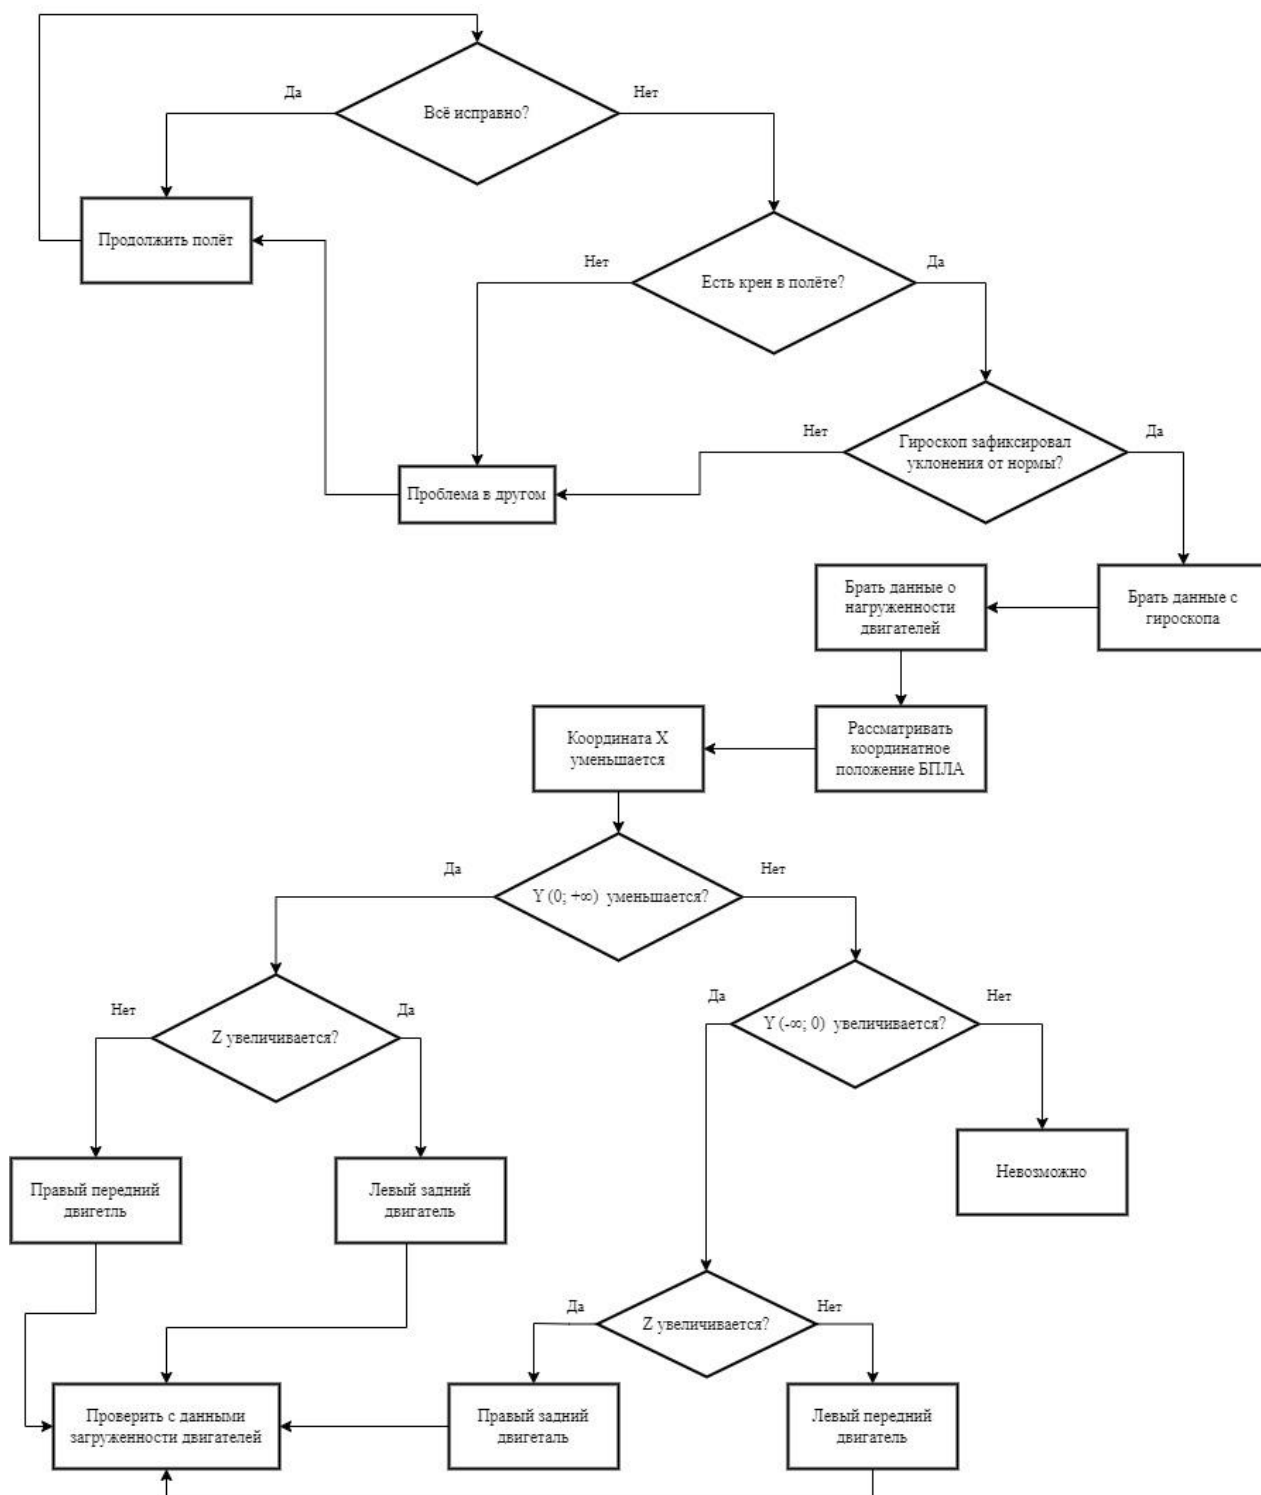 Всё исправно?
Да
Нет
Продолжить полёт
Есть крен в полёте?
Нет
Да
Гироскоп зафиксировал
уклонения от нормы?
Нет
Да
Проблема в другом
Брать данные о
нагруженности
двигателей
Брать данные с
гироскопа
Координата X
уменьшается
Рассматривать
координатное
положение БПЛА
Да
Нет
Y (0; +∞) уменьшается?
Нет
Да
Z увеличивается?
Да
Нет
Y (-∞; 0) увеличивается?
Правый передний
двигетль
Левый задний
двигатель
Невозможно
Да
Нет
Z увеличивается?
Проверить с данными
загруженности двигателей
Правый задний
двигеталь
Левый передний
двигатель